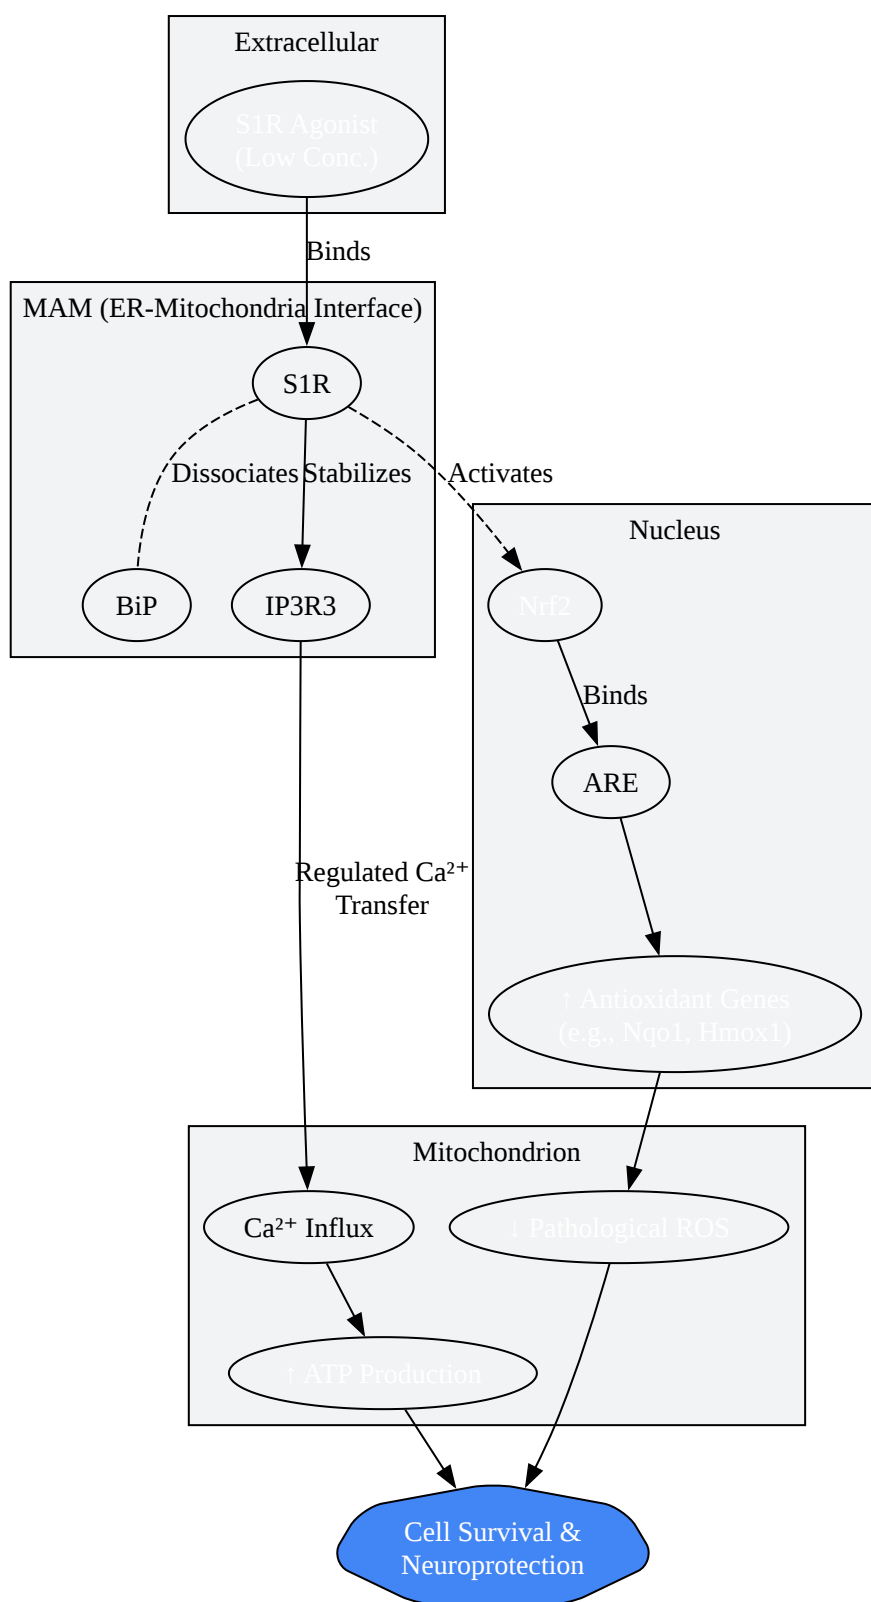 Extracellular
S1R Agonist
(Low Conc.)
Binds
MAM (ER-Mitochondria Interface)
S1R
Dissociates
Stabilizes
Activates
Nucleus
BiP
IP3R3
Nrf2
Binds
ARE
Regulated Ca²⁺
Transfer
↑ Antioxidant Genes
(e.g., Nqo1, Hmox1)
Mitochondrion
Ca²⁺ Influx
↓ Pathological ROS
↑ ATP Production
Cell Survival &
Neuroprotection